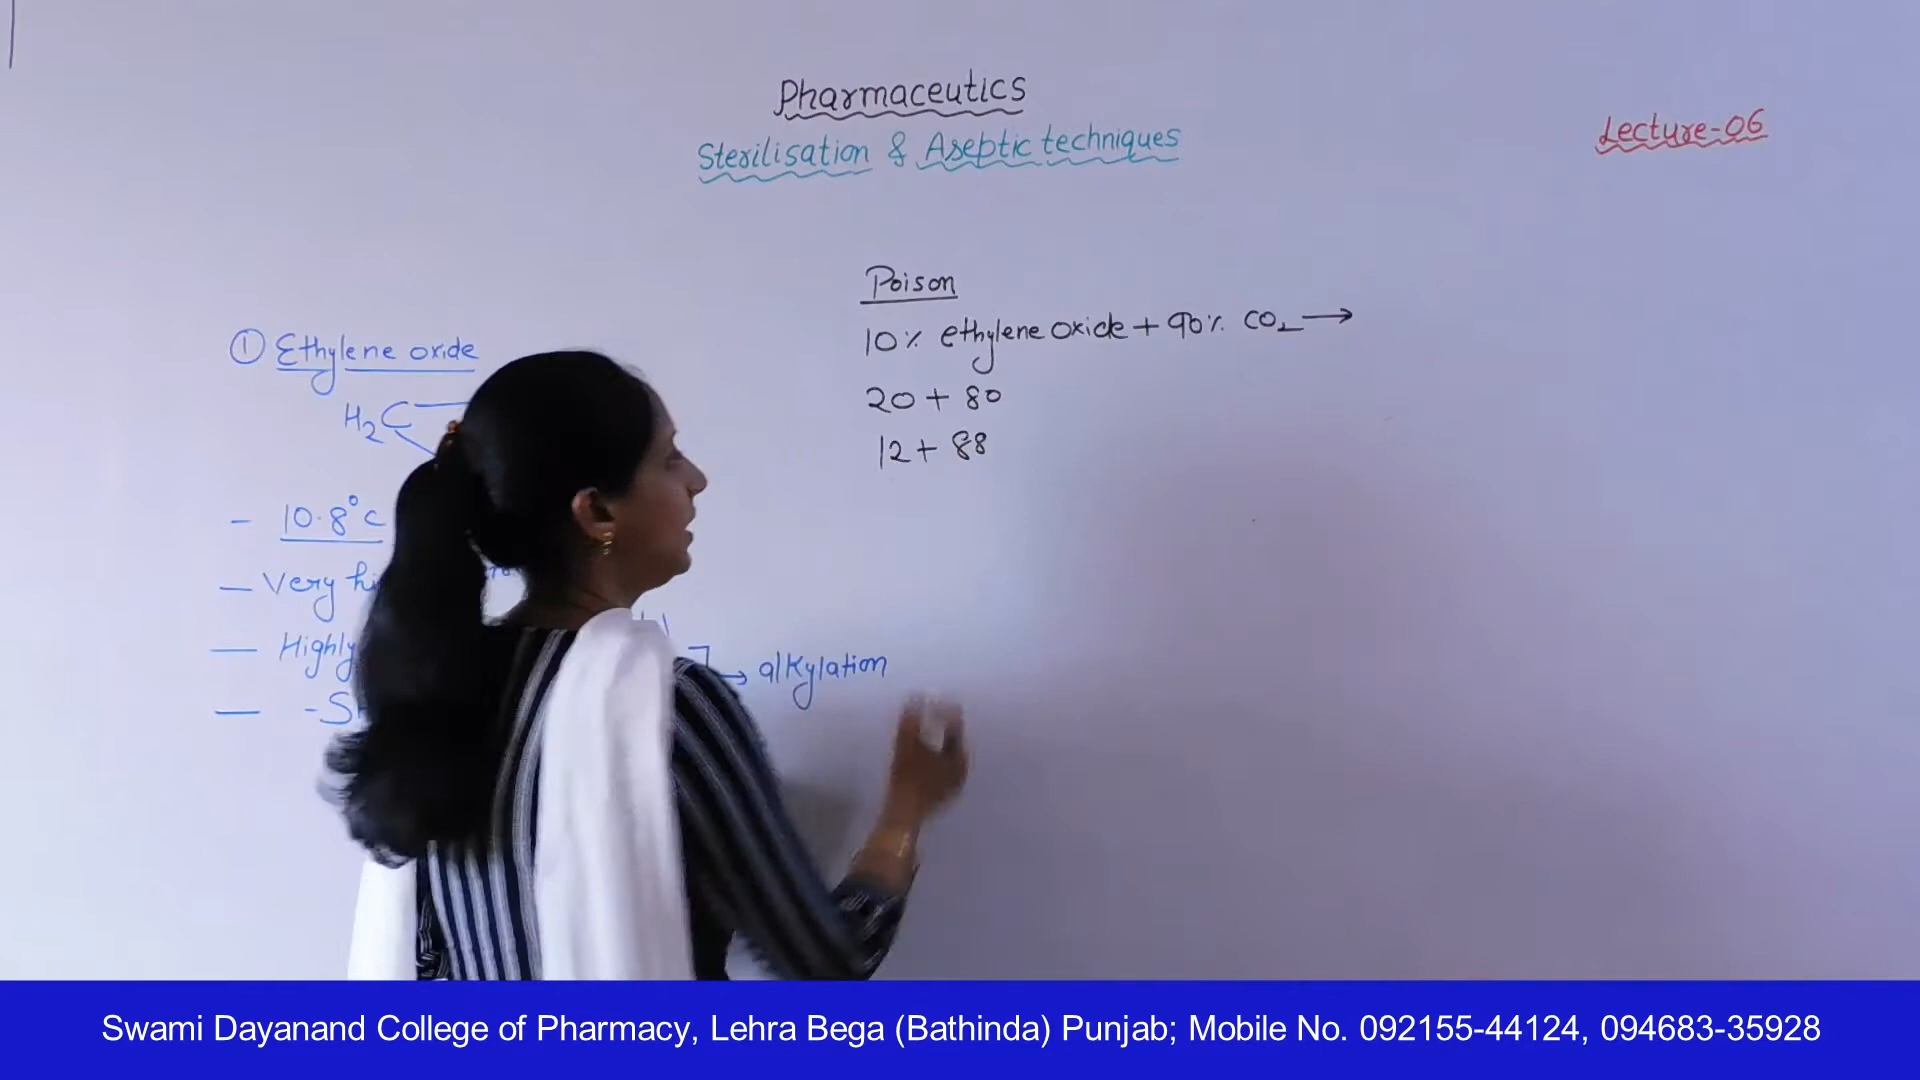 Pharmaceutics
Sterilisation & Aseptic techniques
Lecture-06
① Ethylene oxide
H₂C
- 10.8°C
- Very
- Highly
-
→ alkylation
Poison
10% ethylene oxide + 90% CO₂ →
20 + 80
12 + 88
Swami Dayanand College of Pharmacy, Lehra Bega (Bathinda) Punjab; Mobile No. 092155-44124, 094683-35928